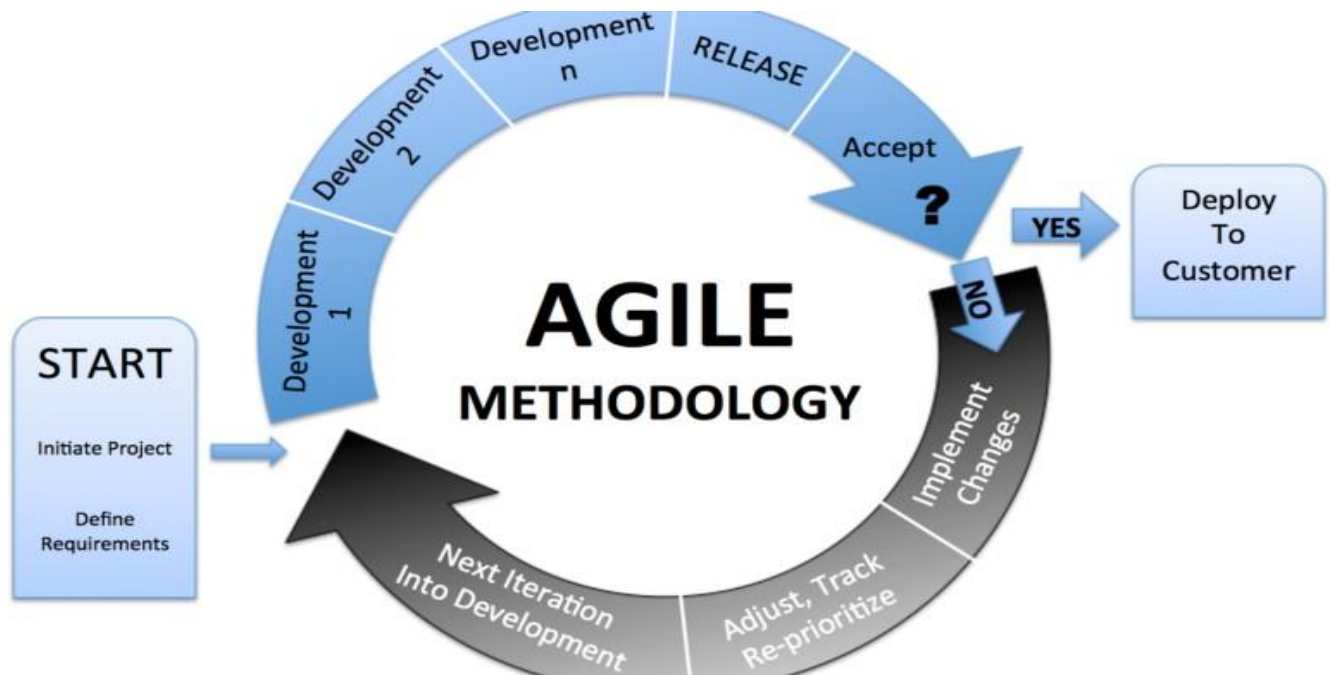 START
Initiate Project
Define
Requirements
Development
1
Development
2
Development
n
RELEASE
Accept
?
YES
Deploy
To
Customer
NO
Implement
Changes
Adjust, Track
Re-prioritize
Next Iteration
Into Development
AGILE
METHODOLOGY